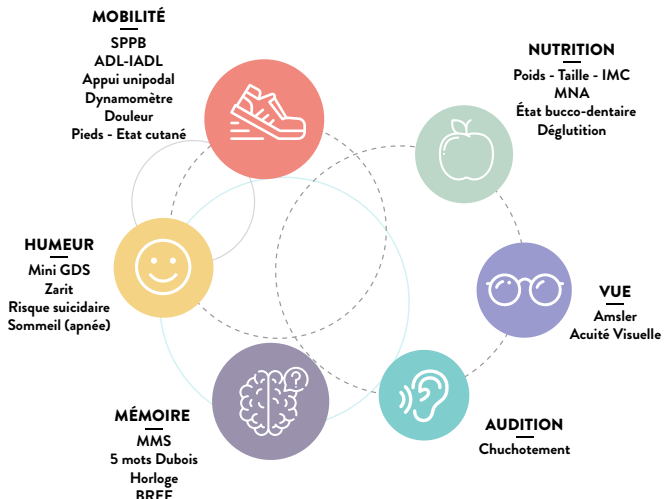 MOBILITÉ
SPPB
ADL-IADL
Appui unipodal
Dynamomètre
Douleur
Pieds - Etat cutané
NUTRITION
Poids - Taille - IMC
MNA
État bucco-dentaire
Déglutition
HUMEUR
Mini GDS
Zarit
Risque suicidaire
Sommeil (apnée)
VUE
Amsler
Acuité Visuelle
MÉMOIRE
MMS
5 mots Dubois
Horloge
BREF
AUDITION
Chuchotement
?